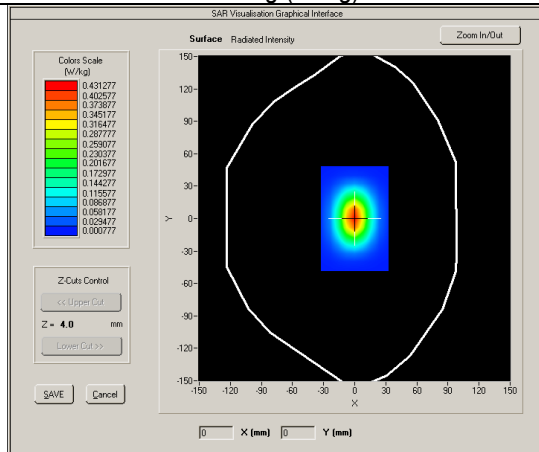 SAR Visualisation Graphical Interface
Surface Radiated Intensity
Zoom In/Out
Colors Scale
(W/kg)
0.431277
0.402577
0.373877
0.345177
0.316477
0.287777
0.259077
0.230377
0.201677
0.172977
0.144277
0.115577
0.086877
0.058177
0.029477
0.000777
Z-Cuts Control
<< Upper Cut
Z = 4.0 mm
Lower Cut >>
SAVE
Cancel
150
120
90
60
30
0
-30
-60
-90
-120
-150
Y
-150 -120 -90 -60 -30 0 30 60 90 120 150
X
0 X (mm) 0 Y (mm)